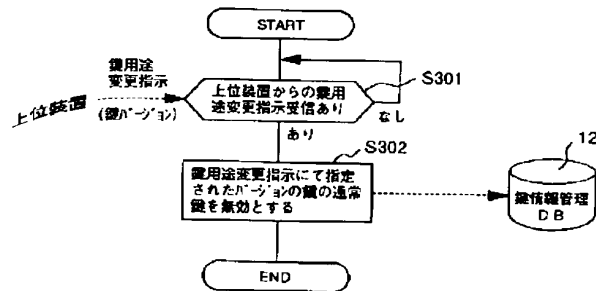 START
鍵用途
変更指示
上位装置
(鍵バージョン)
上位装置からの鍵用
途変更指示受信あり
S301
なし
あり
S302
鍵用途変更指示にて指定
されたバージョンの鍵の通常
鍵を無効とする
12
鍵情報管理
DB
END